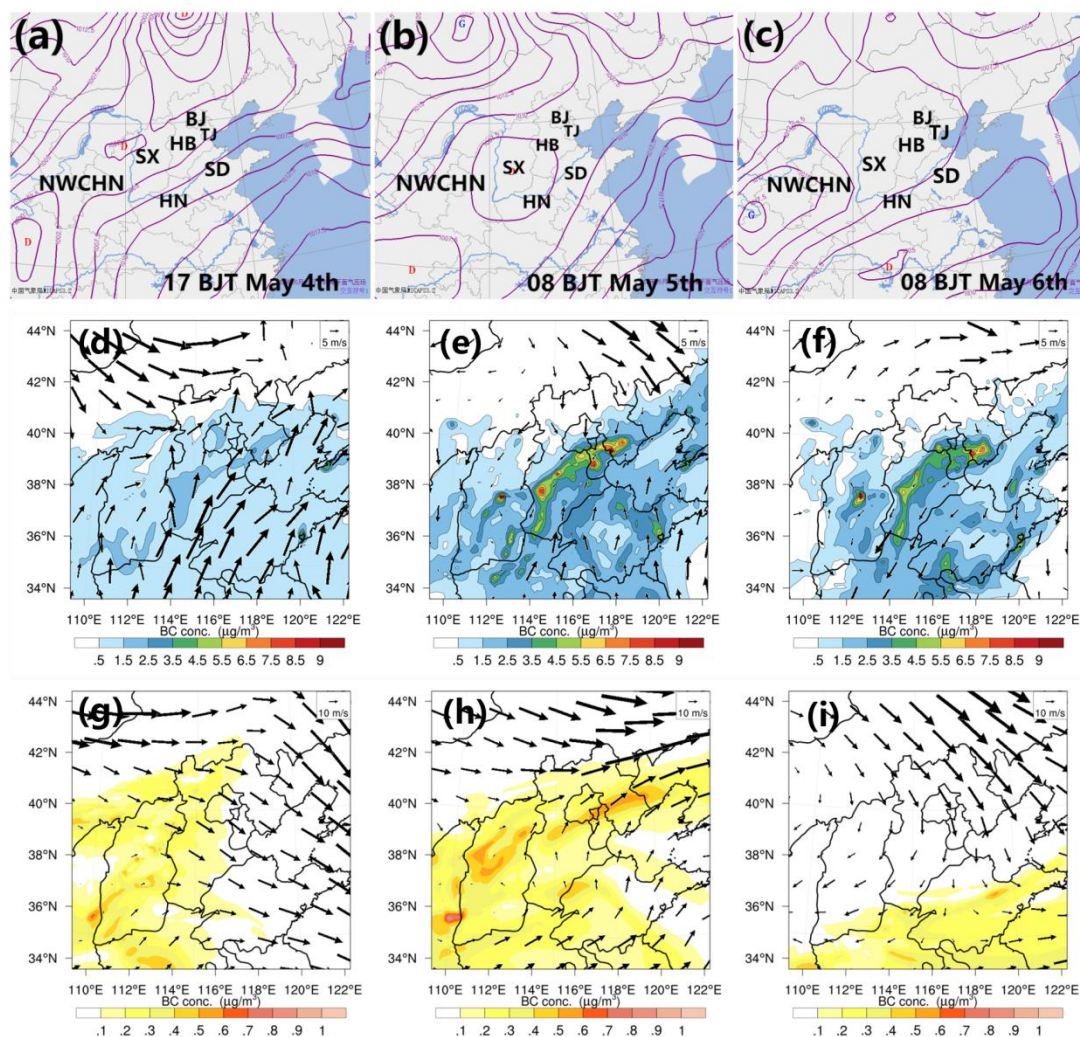 (a)
D
BJ
TJ
HB
D
SX
SD
NWCHN
HN
D
17 BJT May 4th
(b)
G
BJ
TJ
HB
SX
SD
NWCHN
HN
D
08 BJT May 5th
(c)
BJ
TJ
HB
SX
SD
NWCHN
HN
G
D
08 BJT May 6th
(d)
5 m/s
44°N
42°N
40°N
38°N
36°N
34°N
110°E 112°E 114°E 116°E 118°E 120°E 122°E
BC conc. (μg/m³)
.5 1.5 2.5 3.5 4.5 5.5 6.5 7.5 8.5 9
(e)
5 m/s
44°N
42°N
40°N
38°N
36°N
34°N
110°E 112°E 114°E 116°E 118°E 120°E 122°E
BC conc. (μg/m³)
.5 1.5 2.5 3.5 4.5 5.5 6.5 7.5 8.5 9
(f)
5 m/s
44°N
42°N
40°N
38°N
36°N
34°N
110°E 112°E 114°E 116°E 118°E 120°E 122°E
BC conc. (μg/m³)
.5 1.5 2.5 3.5 4.5 5.5 6.5 7.5 8.5 9
(g)
10 m/s
44°N
42°N
40°N
38°N
36°N
34°N
110°E 112°E 114°E 116°E 118°E 120°E 122°E
BC conc. (μg/m³)
.1 .2 .3 .4 .5 .6 .7 .8 .9 1
(h)
10 m/s
44°N
42°N
40°N
38°N
36°N
34°N
110°E 112°E 114°E 116°E 118°E 120°E 122°E
BC conc. (μg/m³)
.1 .2 .3 .4 .5 .6 .7 .8 .9 1
(i)
10 m/s
44°N
42°N
40°N
38°N
36°N
34°N
110°E 112°E 114°E 116°E 118°E 120°E 122°E
BC conc. (μg/m³)
.1 .2 .3 .4 .5 .6 .7 .8 .9 1